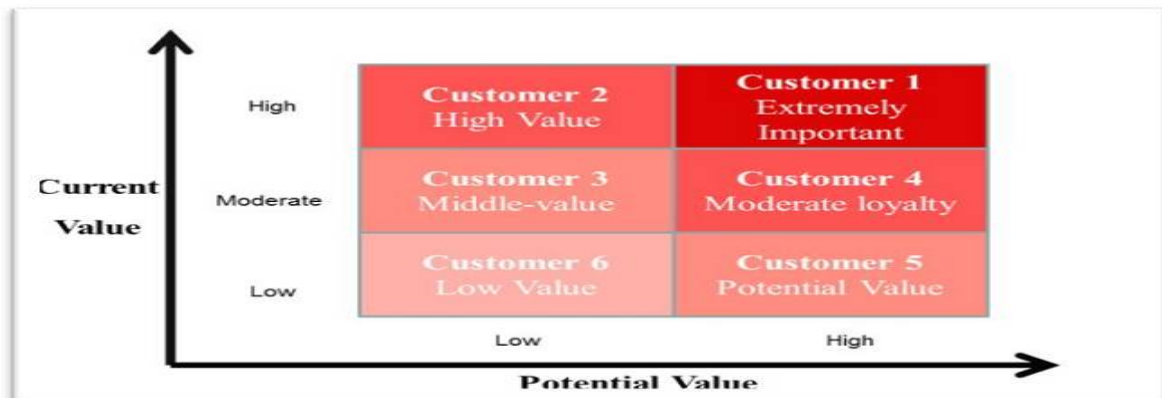 High
Customer 2
High Value
Customer 1
Extremely
Important
Current
Value
Moderate
Customer 3
Middle-value
Customer 4
Moderate loyalty
Low
Customer 6
Low Value
Customer 5
Potential Value
Low
High
Potential Value